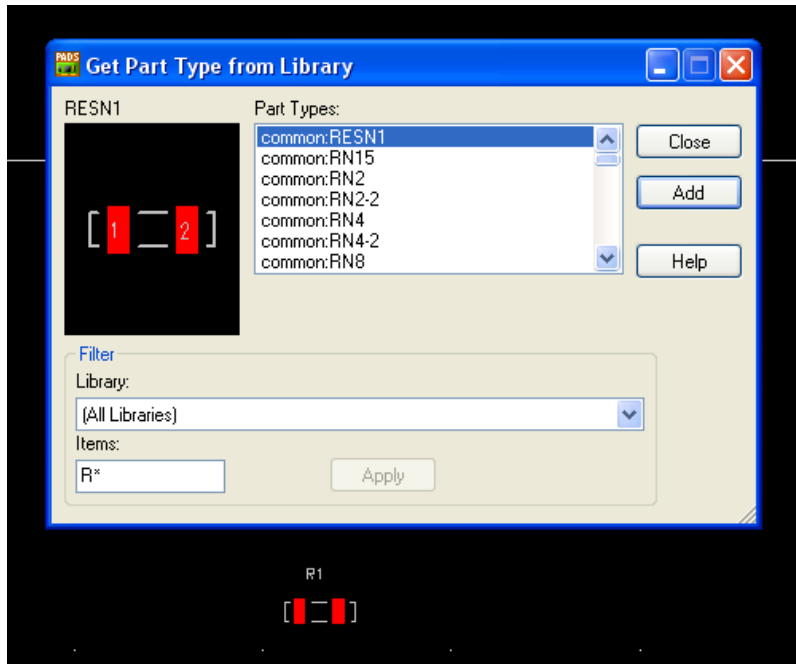 PADS
Get Part Type from Library
RESN1
Part Types:
1 2
common:RESN1
common:RN15
common:RN2
common:RN2-2
common:RN4
common:RN4-2
common:RN8
Close
Add
Help
Filter
Library:
(All Libraries)
Items:
R*
Apply
R1